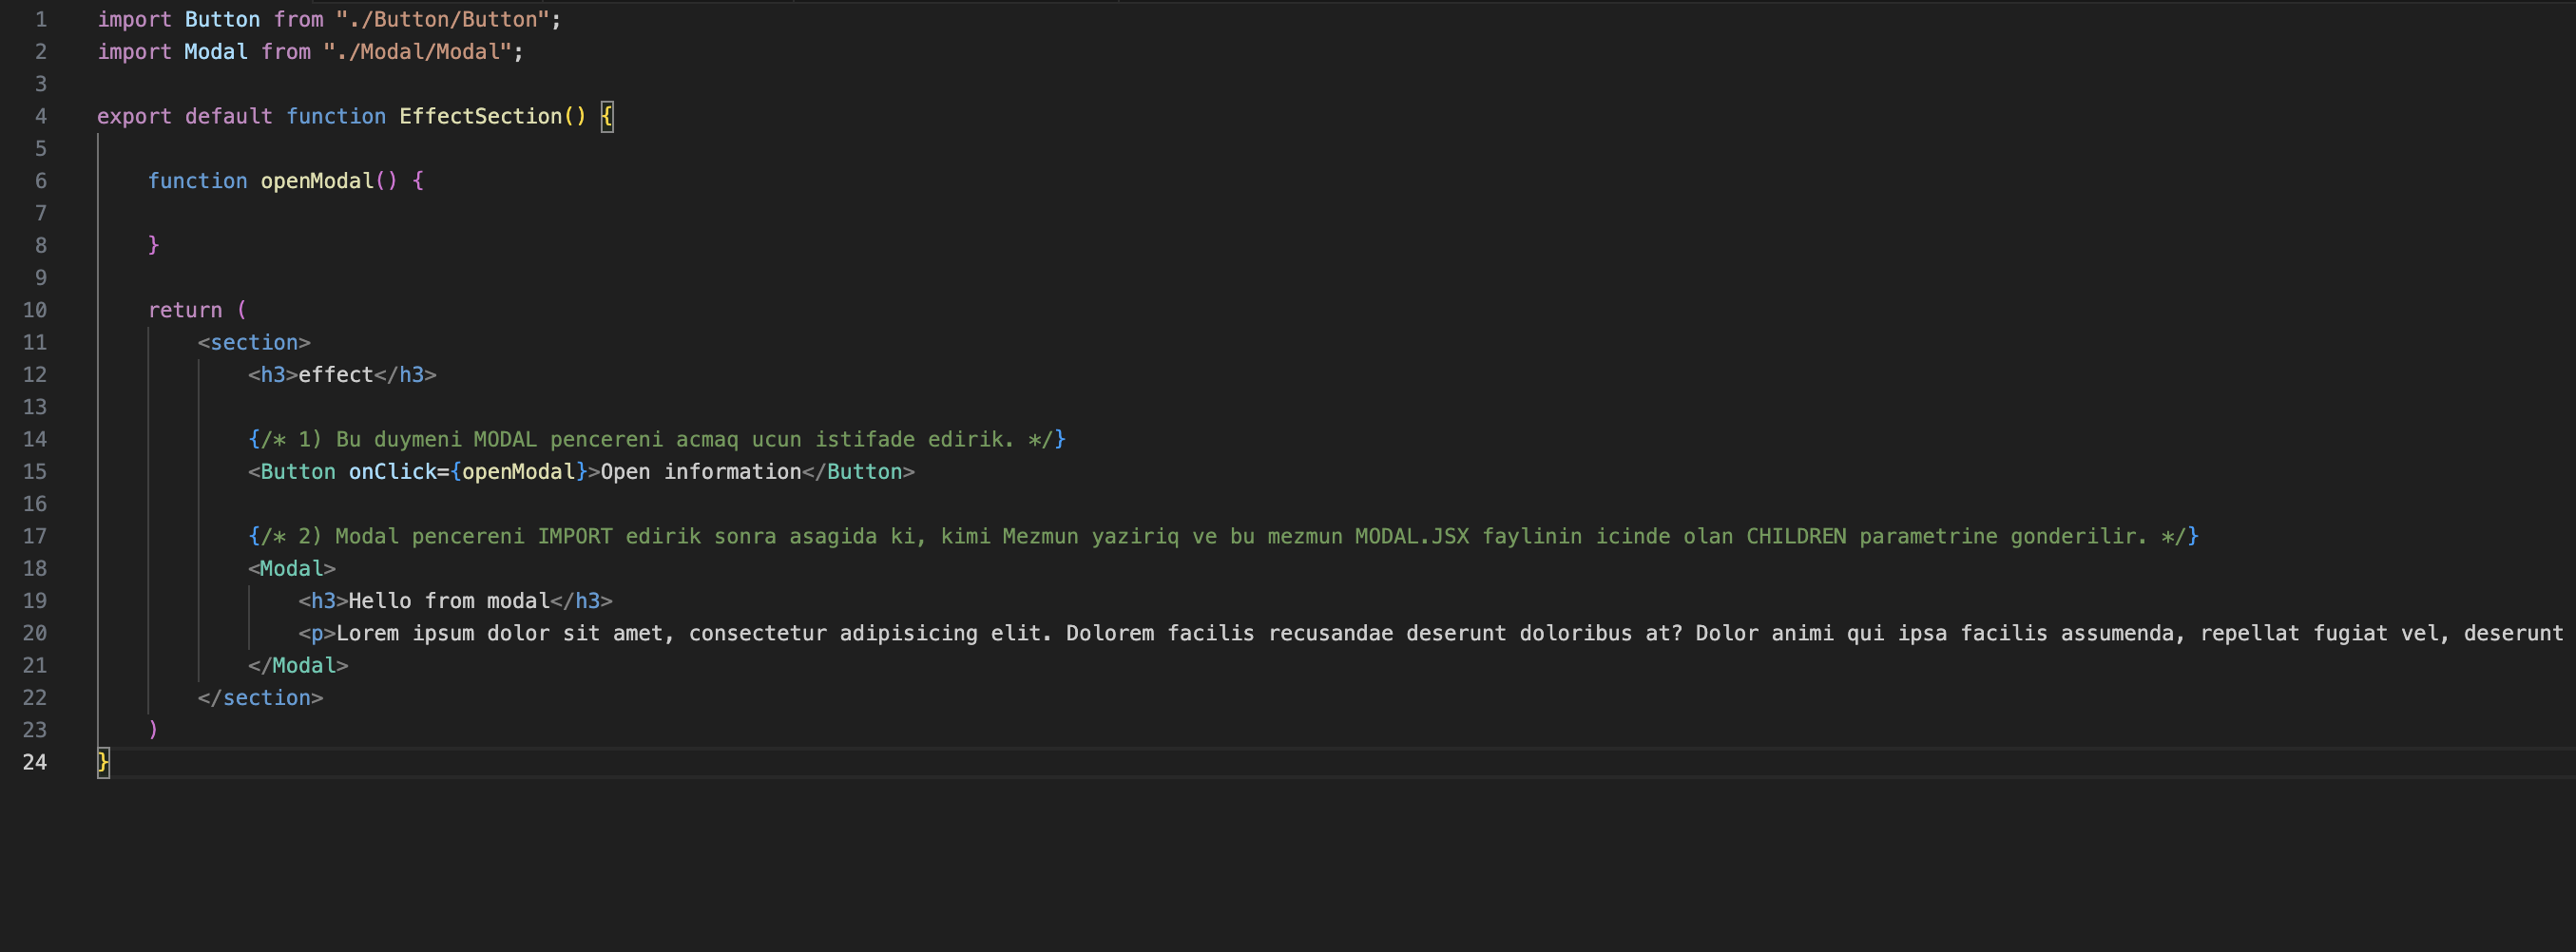 1 import Button from "./Button/Button";
2 import Modal from "./Modal/Modal";
3
4 export default function EffectSection() {
5
6     function openModal() {
7
8     }
9
10     return (
11         <section>
12             <h3>effect</h3>
13
14             {/* 1) Bu duymeni MODAL pencereni acmaq ucun istifade edirik. */}
15             <Button onClick={openModal}>Open information</Button>
16
17             {/* 2) Modal pencereni IMPORT edirik sonra asagida ki, kimi Mezmun yaziriq ve bu mezmun MODAL.JSX faylinin icinde olan CHILDREN parametrine gonderilir. */}
18             <Modal>
19                 <h3>Hello from modal</h3>
20                 <p>Lorem ipsum dolor sit amet, consectetur adipisicing elit. Dolorem facilis recusandae deserunt doloribus at? Dolor animi qui ipsa facilis assumenda, repellat fugiat vel, deserunt
21             </Modal>
22         </section>
23     )
24 }